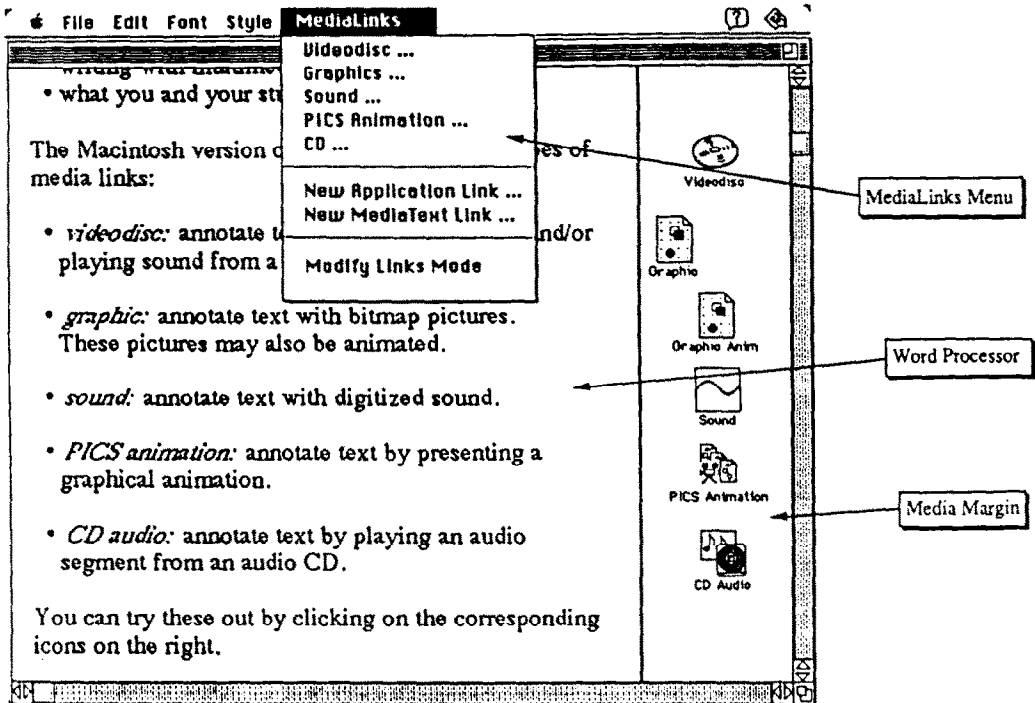 File Edit Font Style MediaLinks
Videodisc ...
Graphics ...
Sound ...
PICS Animation ...
CD ...
New Application Link ...
New MediaText Link ...
Modify Links Mode
• what you and your
The Macintosh version of
media links:
• videodisc: annotate and/or
playing sound from a
• graphic: annotate text with bitmap pictures.
These pictures may also be animated.
• sound: annotate text with digitized sound.
• PICS animation: annotate text by presenting a
graphical animation.
• CD audio: annotate text by playing an audio
segment from an audio CD.
You can try these out by clicking on the corresponding
icons on the right.
Videodisc
Graphic
Graphic Anim
Sound
PICS Animation
CD Audio
MediaLinks Menu
Word Processor
Media Margin